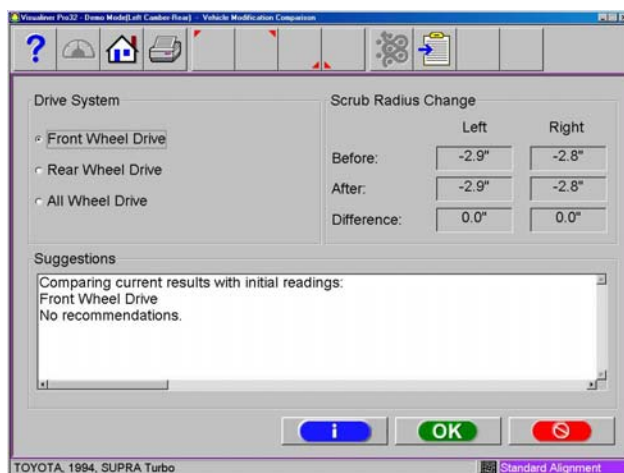 Visualiner Pro32 - Demo Mode(Left Camber Rear) - Vehicle Modification Comparison
?
Drive System
Front Wheel Drive
Rear Wheel Drive
All Wheel Drive
Scrub Radius Change
Left Right
Before: -2.9" -2.8"
After: -2.9" -2.8"
Difference: 0.0" 0.0"
Suggestions
Comparing current results with initial readings:
Front Wheel Drive
No recommendations.
i OK
TOYOTA, 1994, SUPRA Turbo Standard Alignment